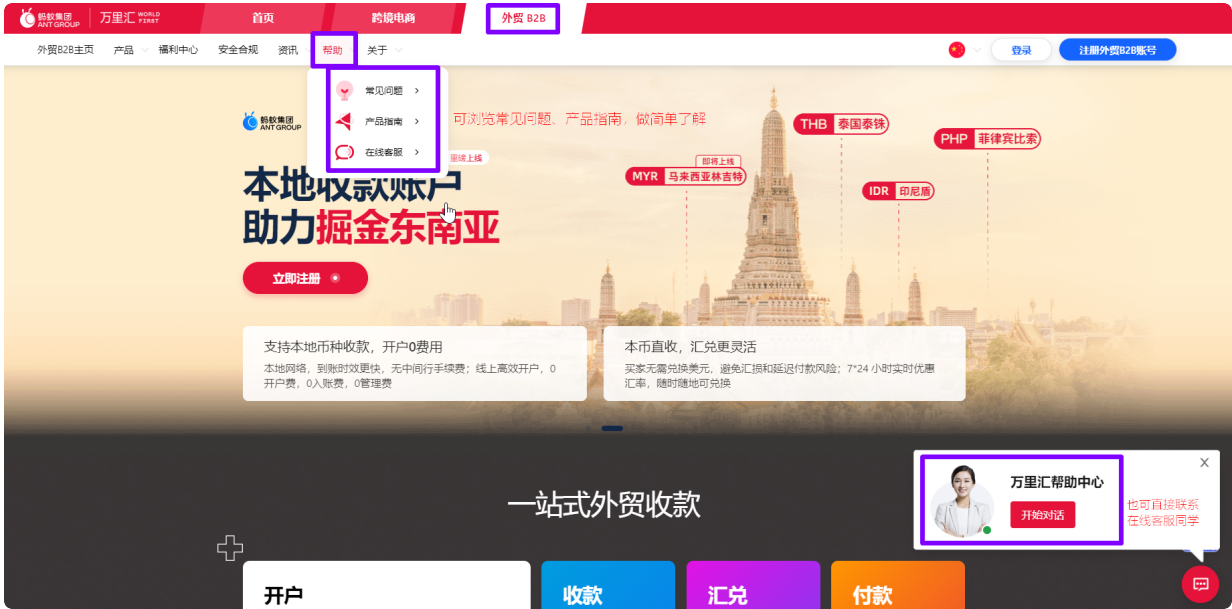 蚂蚁集团 ANT GROUP 万里汇 WORLD FIRST 首页 跨境电商 外贸 B2B
外贸B2B主页 产品 福利中心 安全合规 资讯 帮助 关于 登录 注册外贸B2B账号
常见问题
产品指南
在线客服
蚂蚁集团
ANT GROUP
可浏览常见问题、产品指南，做简单了解
重磅上线
本地收款账户
助力掘金东南亚
立即注册
THB 泰国泰铢
PHP 菲律宾比索
即将上线
MYR 马来西亚林吉特
IDR 印尼盾
支持本地币种收款，开户0费用
本地网络，到账时效更快，无中间行手续费；线上高效开户，0
开户费，0入账费，0管理费
本币直收，汇兑更灵活
买家无需兑换美元，避免汇损和延迟付款风险；7*24 小时实时优惠
汇率，随时随地可兑换
一站式外贸收款
万里汇帮助中心
开始对话
也可直接联系
在线客服同学
开户 收款 汇兑 付款